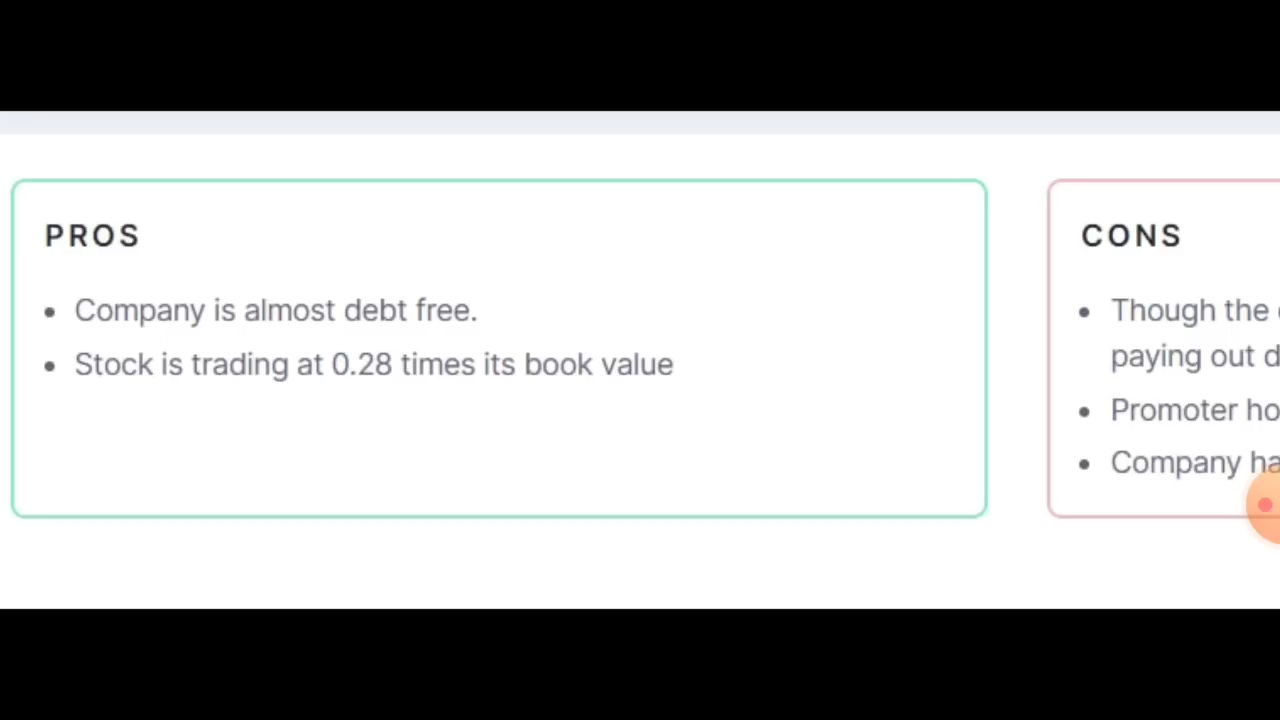 PROS
Company is almost debt free.
Stock is trading at 0.28 times its book value
CONS
Though the
paying out
Promoter
Company